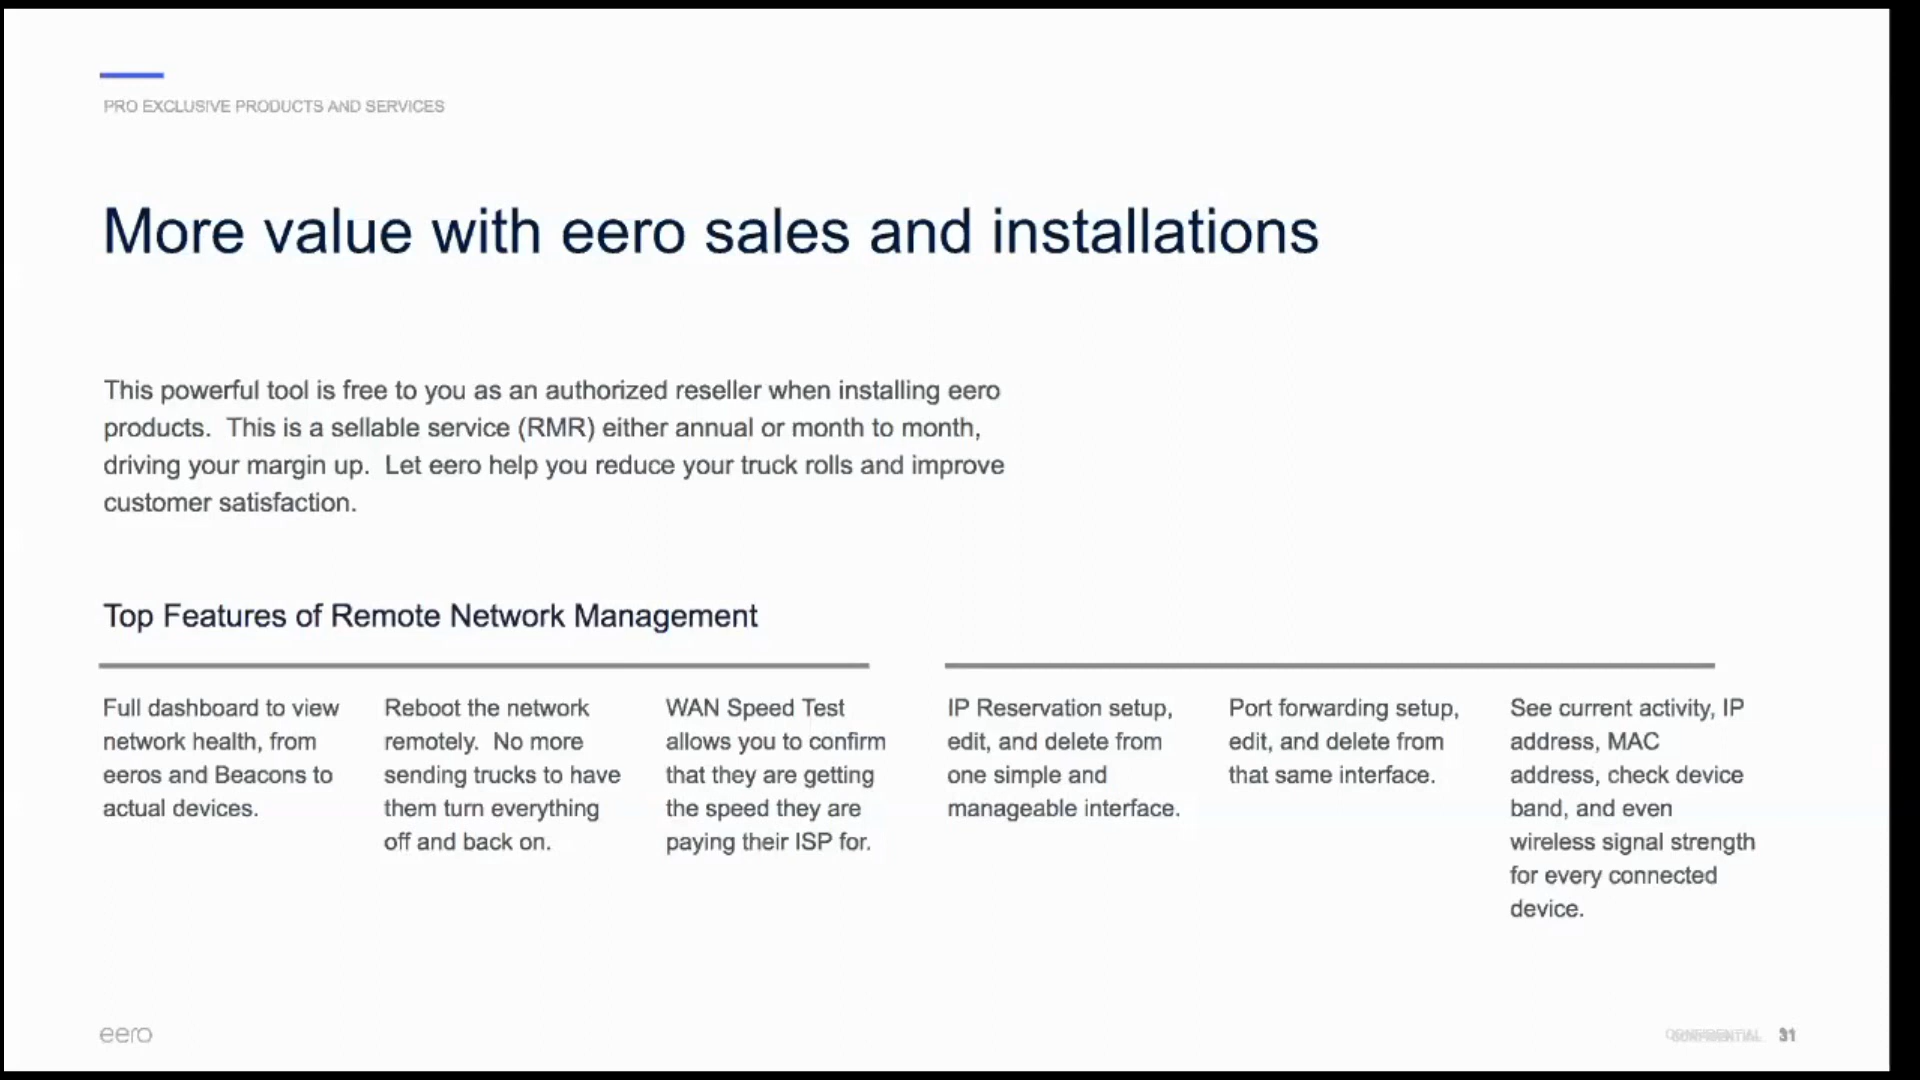 PRO EXCLUSIVE PRODUCTS AND SERVICES
More value with eero sales and installations
This powerful tool is free to you as an authorized reseller when installing eero
products.  This is a sellable service (RMR) either annual or month to month,
driving your margin up.  Let eero help you reduce your truck rolls and improve
customer satisfaction.
Top Features of Remote Network Management
Full dashboard to view
network health, from
eeros and Beacons to
actual devices.
Reboot the network
remotely.  No more
sending trucks to have
them turn everything
off and back on.
WAN Speed Test
allows you to confirm
that they are getting
the speed they are
paying their ISP for.
IP Reservation setup,
edit, and delete from
one simple and
manageable interface.
Port forwarding setup,
edit, and delete from
that same interface.
See current activity, IP
address, MAC
address, check device
band, and even
wireless signal strength
for every connected
device.
eero
CONFIDENTIAL 31